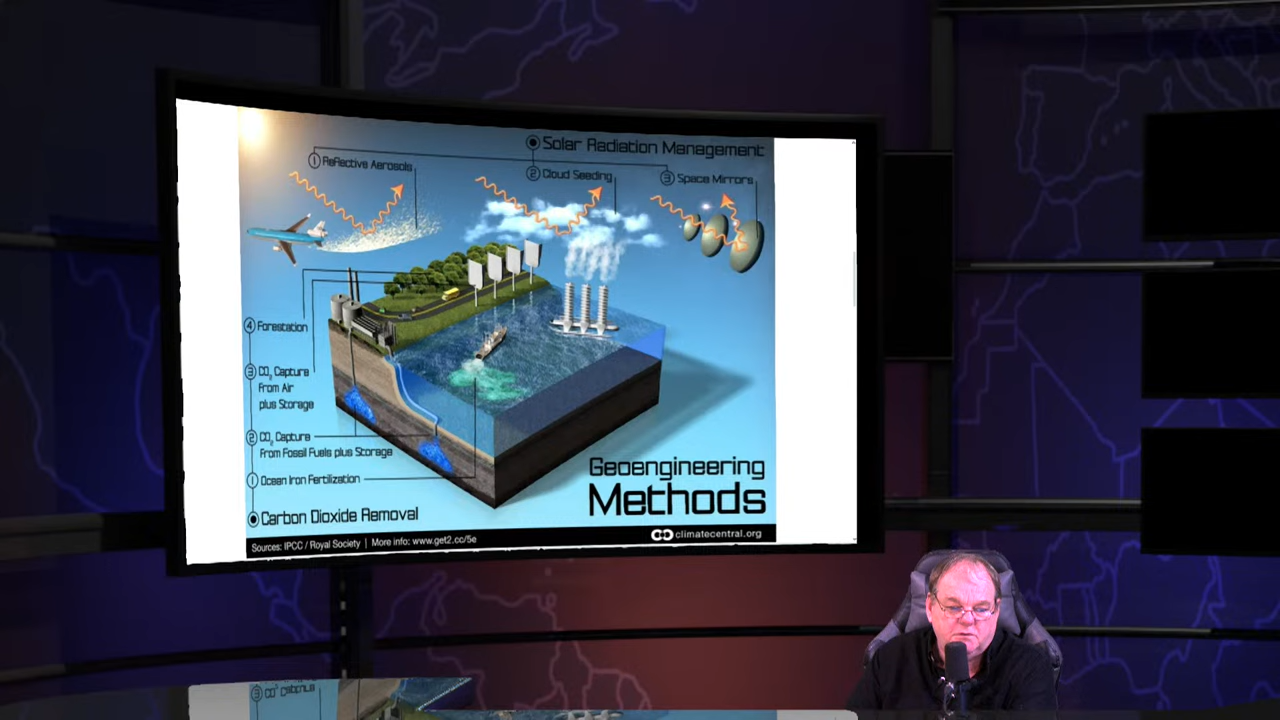 Solar Radiation Management
1 Reflective Aerosols
2 Cloud Seeding
3 Space Mirrors
4 Forestation
3 CO₂ Capture
From Air
plus Storage
2 CO₂ Capture
From Fossil Fuels plus Storage
1 Ocean Iron Fertilization
Carbon Dioxide Removal
Geoengineering
Methods
Sources: IPCC / Royal Society | More info: www.get2.cc/5e
climatecentral.org